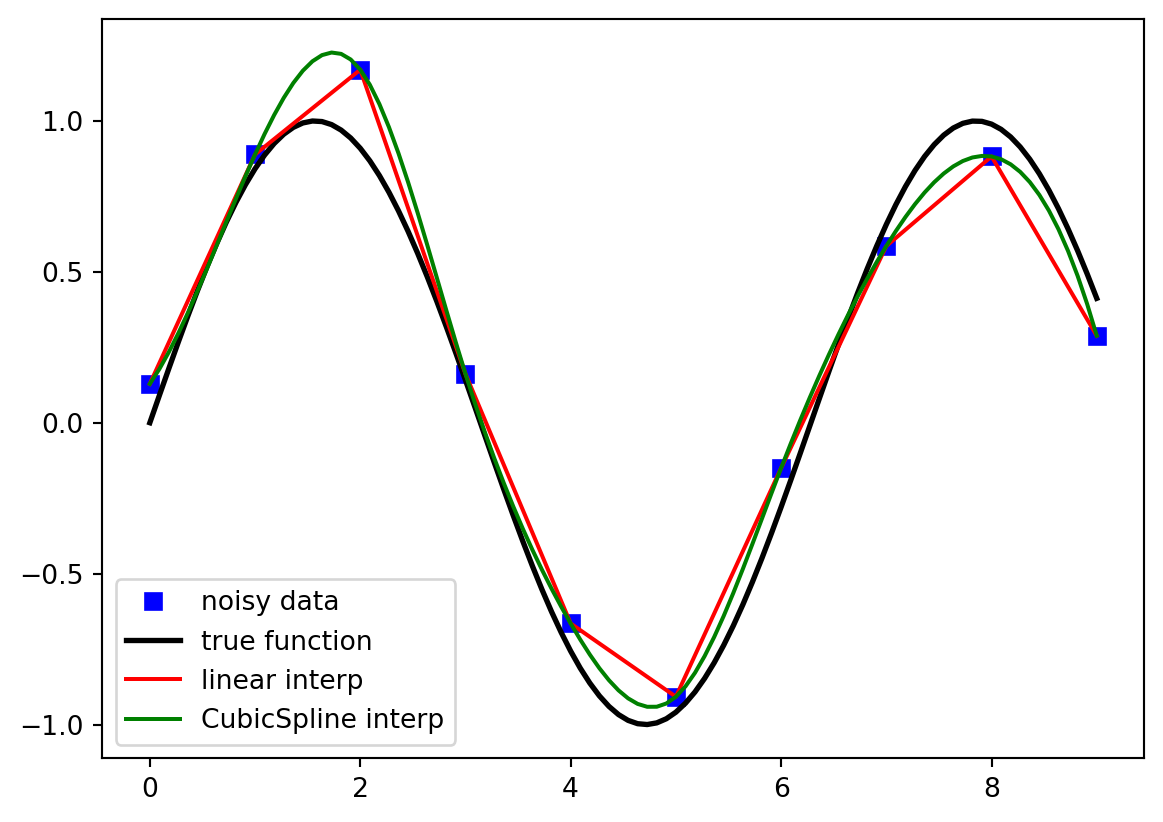 1.0
0.5
0.0
−0.5
−1.0
0 2 4 6 8
noisy data
true function
linear interp
CubicSpline interp